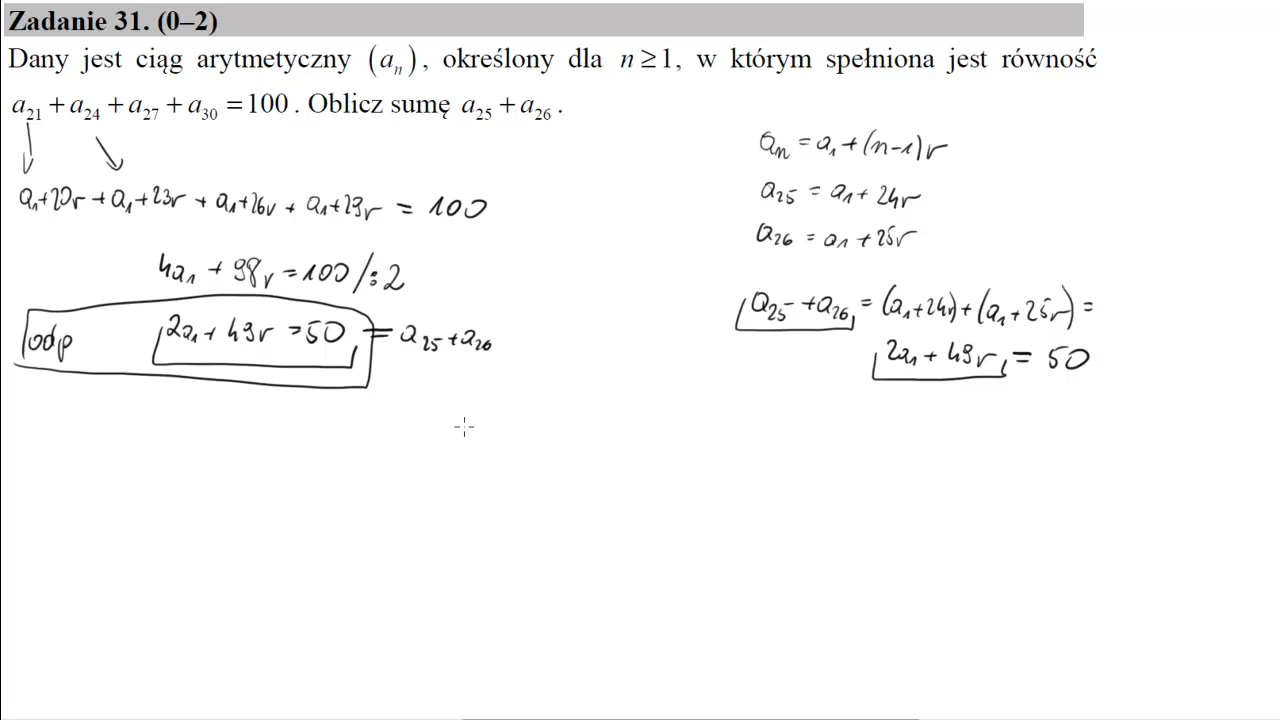 Zadanie 31. (0–2)
Dany jest ciąg arytmetyczny (aₙ), określony dla n ≥ 1, w którym spełniona jest równość
a₂₁ + a₂₄ + a₂₇ + a₃₀ = 100. Oblicz sumę a₂₅ + a₂₆.
a₁+20r + a₁+23r + a₁+26r + a₁+29r = 100
4a₁ + 98r = 100 /:2
odp 2a₁ + 49r = 50 = a₂₅ + a₂₆
aₙ = a₁ + (n-1)r
a₂₅ = a₁ + 24r
a₂₆ = a₁ + 25r
a₂₅ + a₂₆ = (a₁+24r) + (a₁+25r) =
2a₁ + 49r = 50